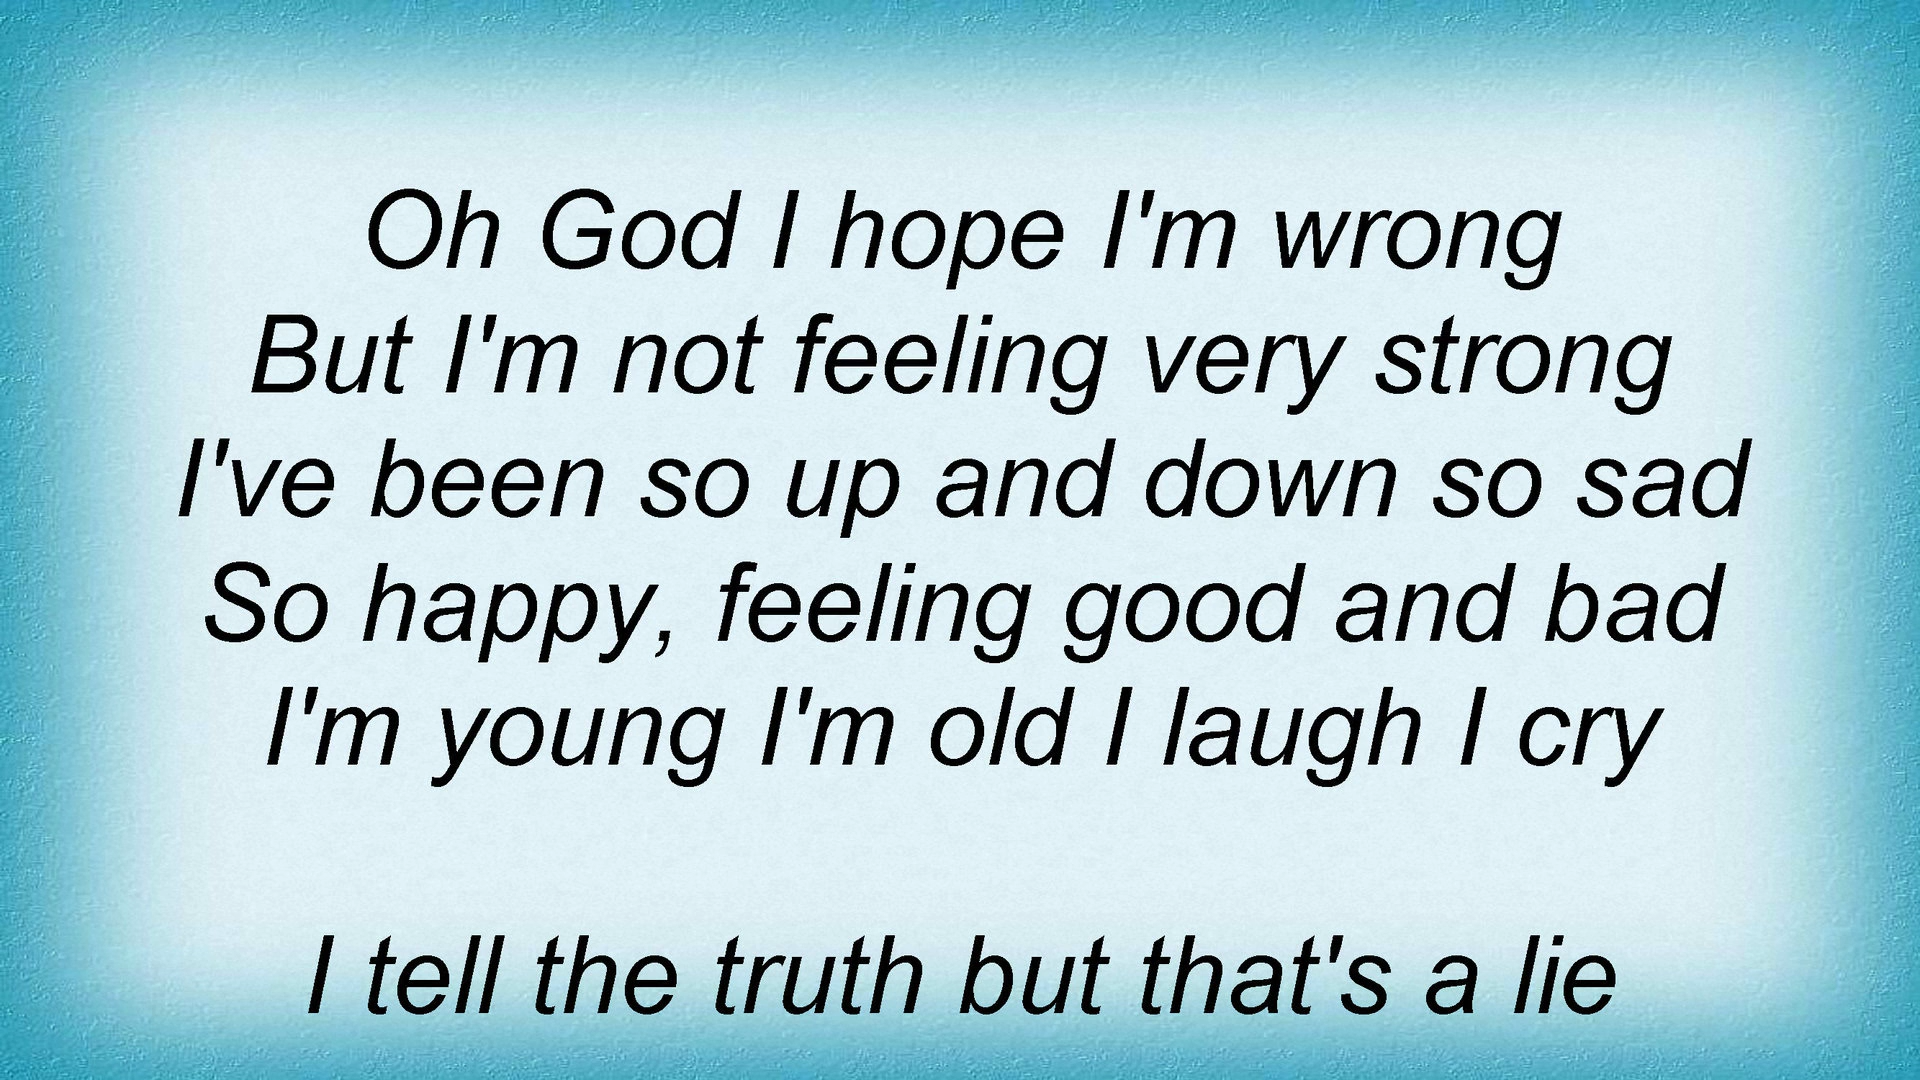 Oh God I hope I'm wrong
But I'm not feeling very strong
I've been so up and down so sad
So happy, feeling good and bad
I'm young I'm old I laugh I cry
I tell the truth but that's a lie